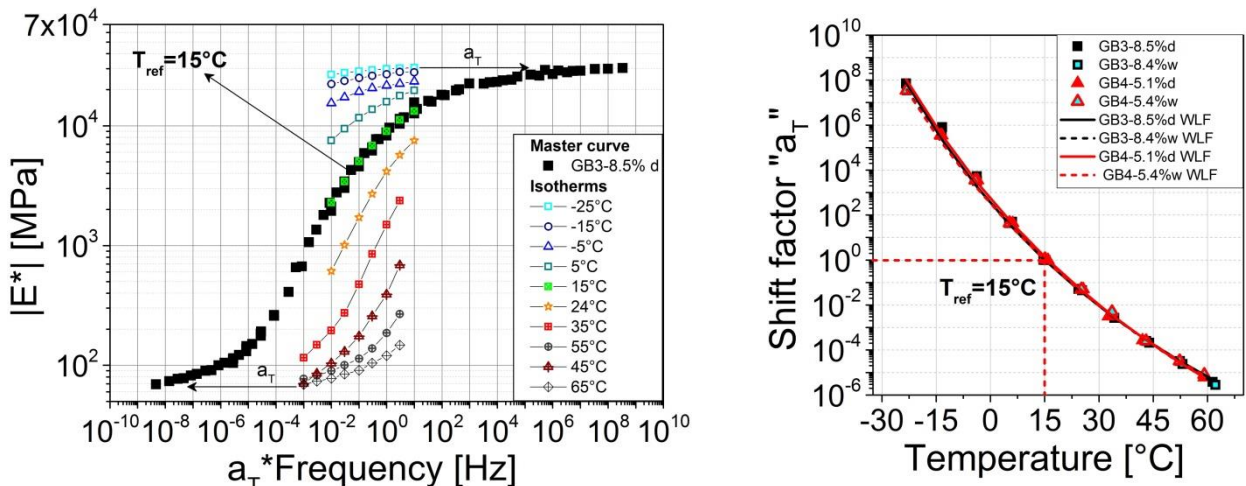 7x10⁴
10⁴
10³
10²
|E*| [MPa]
T_ref=15°C
a_T
a_T
Master curve
GB3-8.5% d
Isotherms
-25°C
-15°C
-5°C
5°C
15°C
24°C
35°C
55°C
45°C
65°C
10⁻¹⁰ 10⁻⁸ 10⁻⁶ 10⁻⁴ 10⁻² 10⁰ 10² 10⁴ 10⁶ 10⁸ 10¹⁰
a_T*Frequency [Hz]
10¹⁰
10⁸
10⁶
10⁴
10²
10⁰
10⁻²
10⁻⁴
10⁻⁶
Shift factor "a_T"
GB3-8.5%d
GB3-8.4%w
GB4-5.1%d
GB4-5.4%w
GB3-8.5%d WLF
GB3-8.4%w WLF
GB4-5.1%d WLF
GB4-5.4%w WLF
T_ref=15°C
-30 -15 0 15 30 45 60
Temperature [°C]